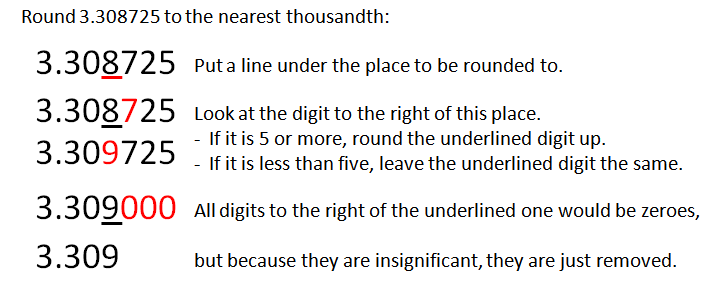 Round 3.308725 to the nearest thousandth:
3.308725 Put a line under the place to be rounded to.
3.308725 Look at the digit to the right of this place.
- If it is 5 or more, round the underlined digit up.
3.309725
- If it is less than five, leave the underlined digit the same.
3.309000 All digits to the right of the underlined one would be zeroes,
3.309 but because they are insignificant, they are just removed.